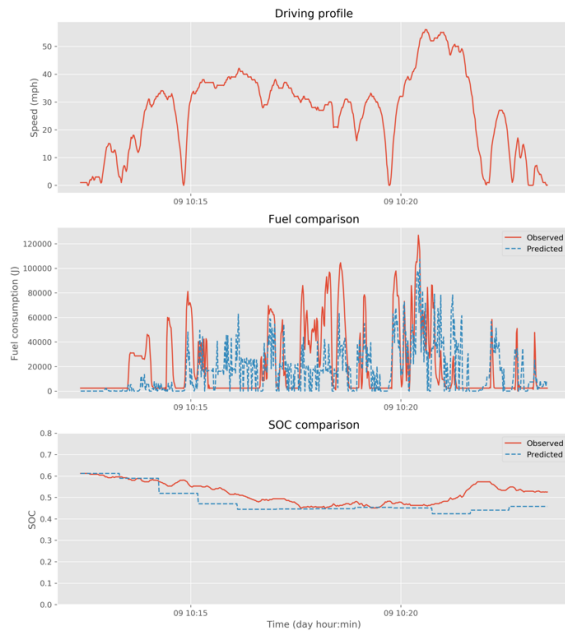 Driving profile
50
40
30
20
10
0
Speed (mph)
09 10:15
09 10:20
Fuel comparison
120000
100000
80000
60000
40000
20000
0
Fuel consumption (J)
Observed
Predicted
09 10:15
09 10:20
SOC comparison
0.8
0.7
0.6
0.5
0.4
0.3
0.2
0.1
0.0
SOC
Observed
Predicted
09 10:15
09 10:20
Time (day hour:min)